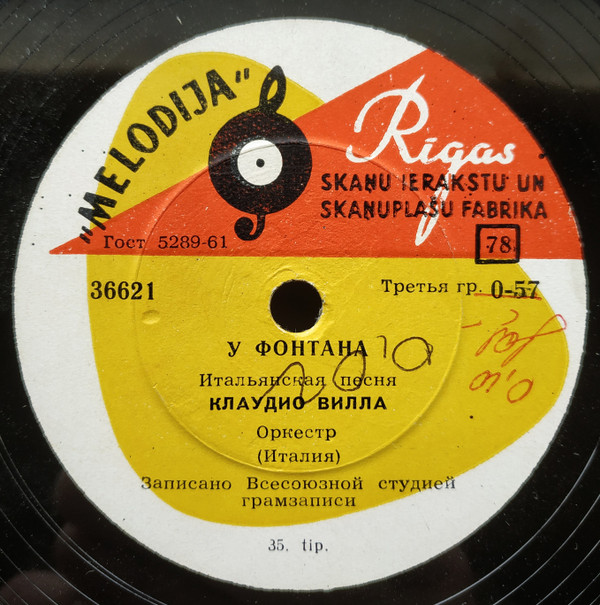 "MELODIJA"
Rīgas
SKAŅU IERAKSTU UN
SKAŅUPLAŠU FABRIKA
Гост 5289-61
78
36621
Третья гр. 0-57
У ФОНТАНА
Итальянская песня
КЛАУДИО ВИЛЛА
Оркестр
(Италия)
Записано Всесоюзной студией
грамзаписи
35. tip.